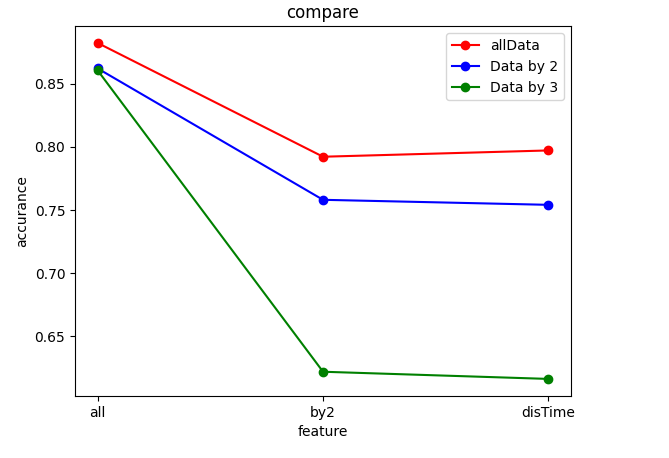 compare
allData
Data by 2
Data by 3
0.85
0.80
0.75
0.70
0.65
accurance
all
by2
disTime
feature